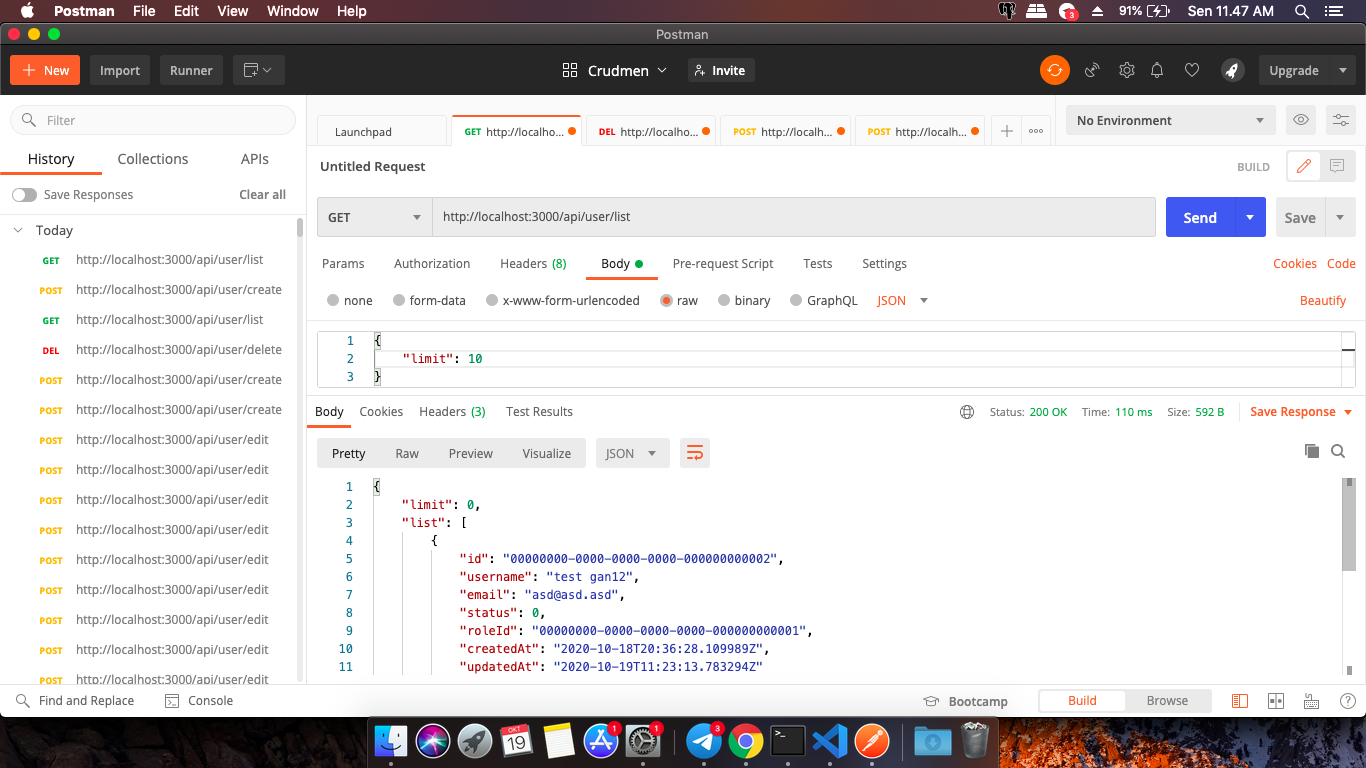 Postman File Edit View Window Help 3 91% Sen 11.47 AM
Postman
New Import Runner Crudmen Invite Upgrade
Filter
History Collections APIs
Save Responses Clear all
Today
GET http://localhost:3000/api/user/list
POST http://localhost:3000/api/user/create
GET http://localhost:3000/api/user/list
DEL http://localhost:3000/api/user/delete
POST http://localhost:3000/api/user/create
POST http://localhost:3000/api/user/create
POST http://localhost:3000/api/user/edit
POST http://localhost:3000/api/user/edit
POST http://localhost:3000/api/user/edit
POST http://localhost:3000/api/user/edit
POST http://localhost:3000/api/user/edit
POST http://localhost:3000/api/user/edit
POST http://localhost:3000/api/user/edit
POST http://localhost:3000/api/user/edit
POST http://localhost:3000/api/user/edit
Launchpad GET http://localho... DEL http://localho... POST http://localh... POST http://localh... No Environment
Untitled Request BUILD
GET http://localhost:3000/api/user/list Send Save
Params Authorization Headers (8) Body Pre-request Script Tests Settings Cookies Code
none form-data x-www-form-urlencoded raw binary GraphQL JSON Beautify
1 {
2 "limit": 10
3 }
Body Cookies Headers (3) Test Results Status: 200 OK Time: 110 ms Size: 592 B Save Response
Pretty Raw Preview Visualize JSON
1 {
2 "limit": 0,
3 "list": [
4 {
5 "id": "00000000-0000-0000-0000-000000000002",
6 "username": "test gan12",
7 "email": "asd@asd.asd",
8 "status": 0,
9 "roleId": "00000000-0000-0000-0000-000000000001",
10 "createdAt": "2020-10-18T20:36:28.109989Z",
11 "updatedAt": "2020-10-19T11:23:13.783294Z"
Find and Replace Console Bootcamp Build Browse
OKT
19 1 1 3 >_